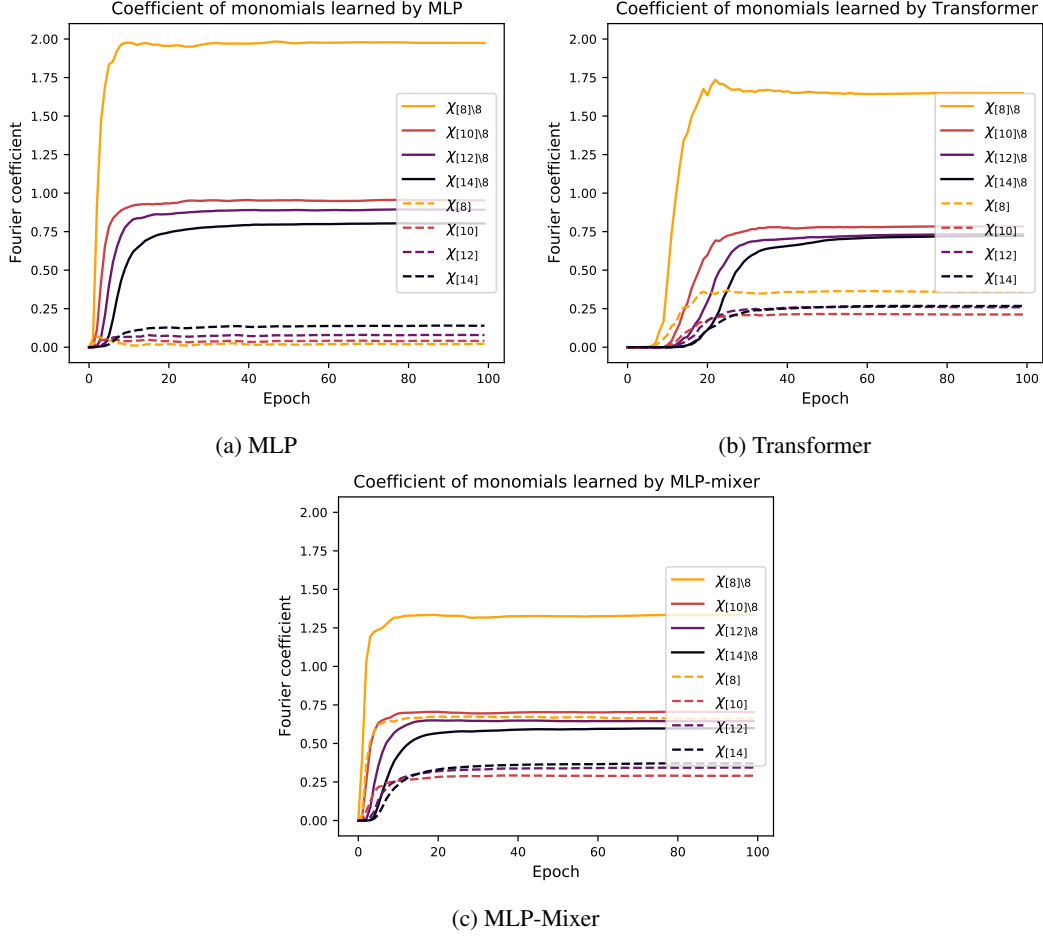 Coefficient of monomials learned by MLP
2.00
1.75
1.50
1.25
1.00
0.75
0.50
0.25
0.00
Fourier coefficient
χ[8]\8
χ[10]\8
χ[12]\8
χ[14]\8
χ[8]
χ[10]
χ[12]
χ[14]
0 20 40 60 80 100
Epoch
(a) MLP
Coefficient of monomials learned by Transformer
2.00
1.75
1.50
1.25
1.00
0.75
0.50
0.25
0.00
Fourier coefficient
χ[8]\8
χ[10]\8
χ[12]\8
χ[14]\8
χ[8]
χ[10]
χ[12]
χ[14]
0 20 40 60 80 100
Epoch
(b) Transformer
Coefficient of monomials learned by MLP-mixer
2.00
1.75
1.50
1.25
1.00
0.75
0.50
0.25
0.00
Fourier coefficient
χ[8]\8
χ[10]\8
χ[12]\8
χ[14]\8
χ[8]
χ[10]
χ[12]
χ[14]
0 20 40 60 80 100
Epoch
(c) MLP-Mixer